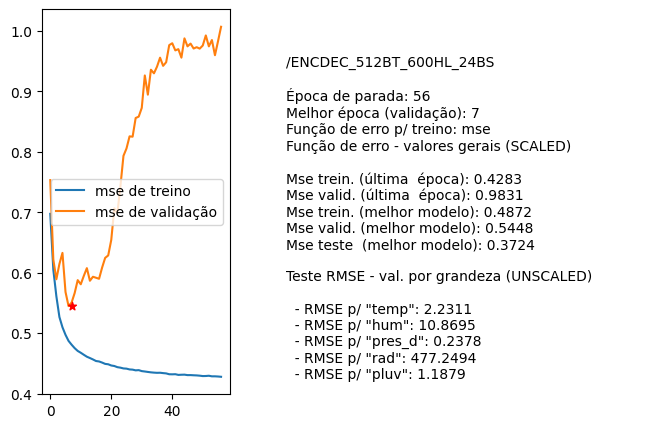 1.0
0.9
0.8
0.7
0.6
0.5
0.4
0
20
40
mse de treino
mse de validação
/ENCDEC_512BT_600HL_24BS
Época de parada: 56
Melhor época (validação): 7
Função de erro p/ treino: mse
Função de erro - valores gerais (SCALED)
Mse trein. (última  época): 0.4283
Mse valid. (última  época): 0.9831
Mse trein. (melhor modelo): 0.4872
Mse valid. (melhor modelo): 0.5448
Mse teste  (melhor modelo): 0.3724
Teste RMSE - val. por grandeza (UNSCALED)
- RMSE p/ "temp": 2.2311
- RMSE p/ "hum": 10.8695
- RMSE p/ "pres_d": 0.2378
- RMSE p/ "rad": 477.2494
- RMSE p/ "pluv": 1.1879